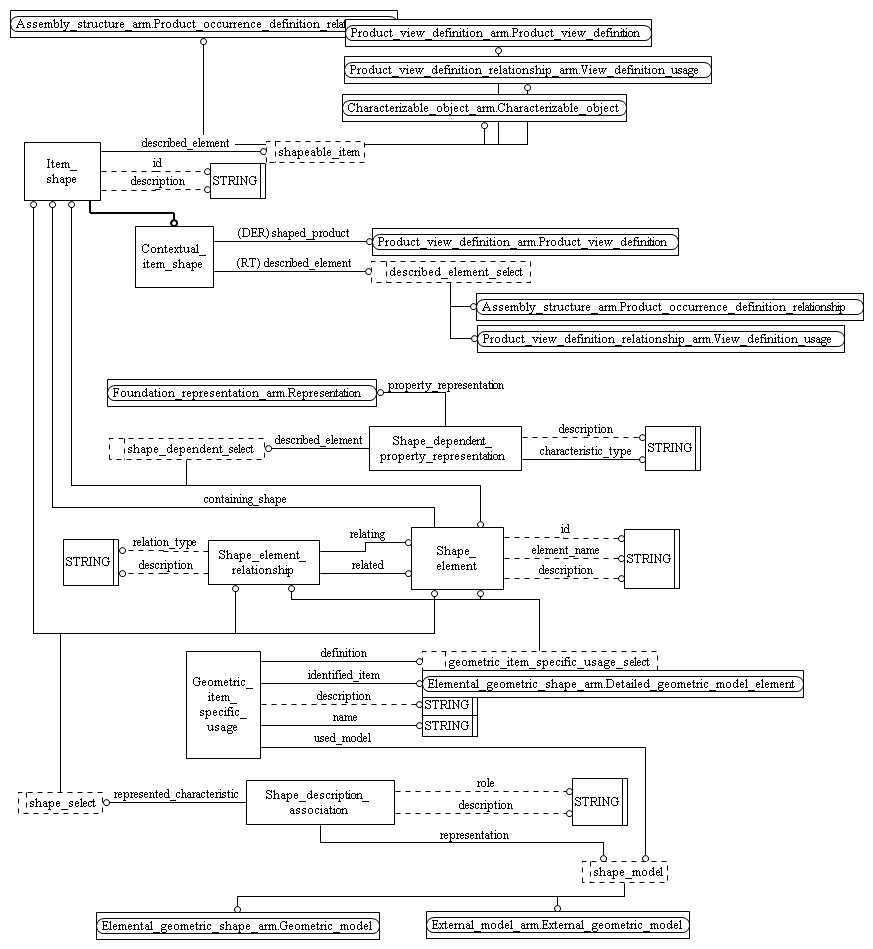 Assembly_structure_arm.Product_occurrence_definition_rela
Product_view_definition_arm.Product_view_definition
Product_view_definition_relationship_arm.View_definition_usage
Characterizable_object_arm.Characterizable_object
described_element
shapeable_item
Item_
shape
id
description
STRING
Contextual_
item_shape
(DER) shaped_product
Product_view_definition_arm.Product_view_definition
(RT) described_element
described_element_select
Assembly_structure_arm.Product_occurrence_definition_relationship
Product_view_definition_relationship_arm.View_definition_usage
Foundation_representation_arm.Representation
property_representation
shape_dependent_select
described_element
Shape_dependent_
property_representation
description
characteristic_type
STRING
containing_shape
STRING
relation_type
description
Shape_element_
relationship
relating
related
Shape_
element
id
element_name
description
STRING
Geometric_
item_
specific_
usage
definition
geometric_item_specific_usage_select
identified_item
Elemental_geometric_shape_arm.Detailed_geometric_model_element
description
STRING
name
STRING
used_model
shape_select
represented_characteristic
Shape_description_
association
role
description
STRING
representation
shape_model
Elemental_geometric_shape_arm.Geometric_model
External_model_arm.External_geometric_model